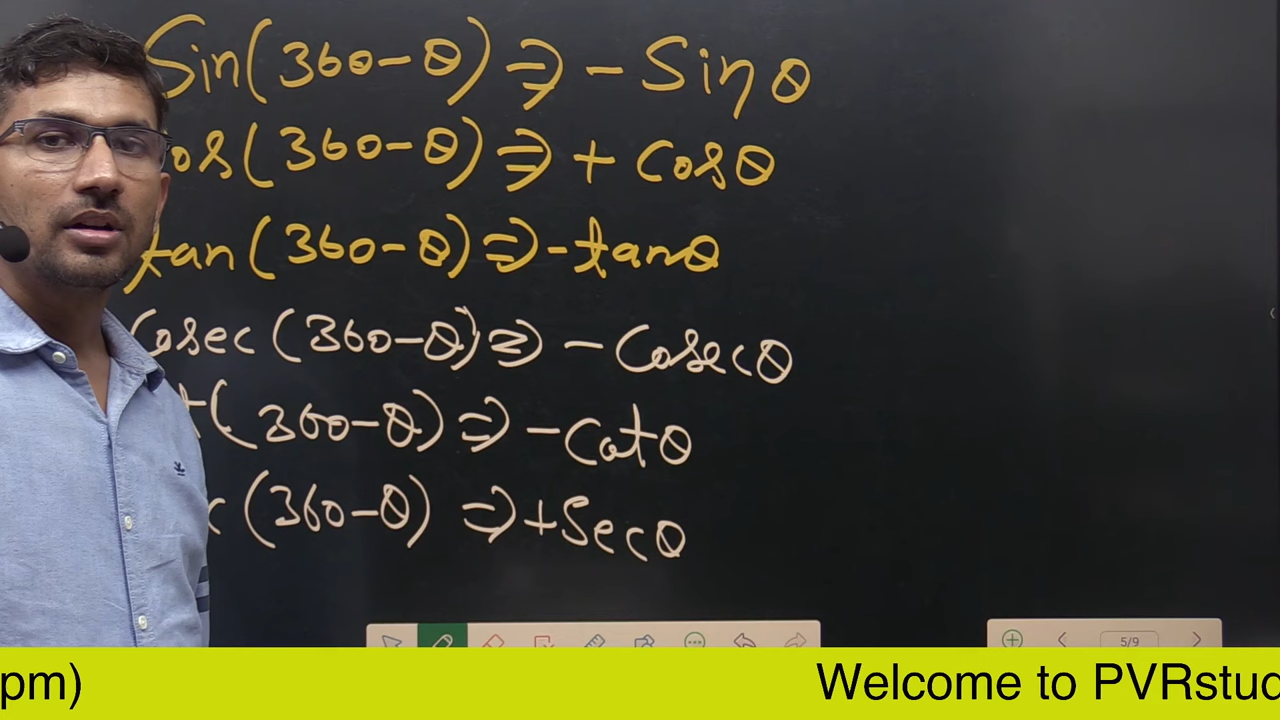 Sin(360-θ) ⇒ - Sinθ
os(360-θ) ⇒ + Cosθ
tan(360-θ) ⇒ -tanθ
Cosec(360-θ) ⇒ - Cosecθ
t(360-θ) ⇒ -Cotθ
c(360-θ) ⇒ +Secθ
5/9
pm) Welcome to PVRstud